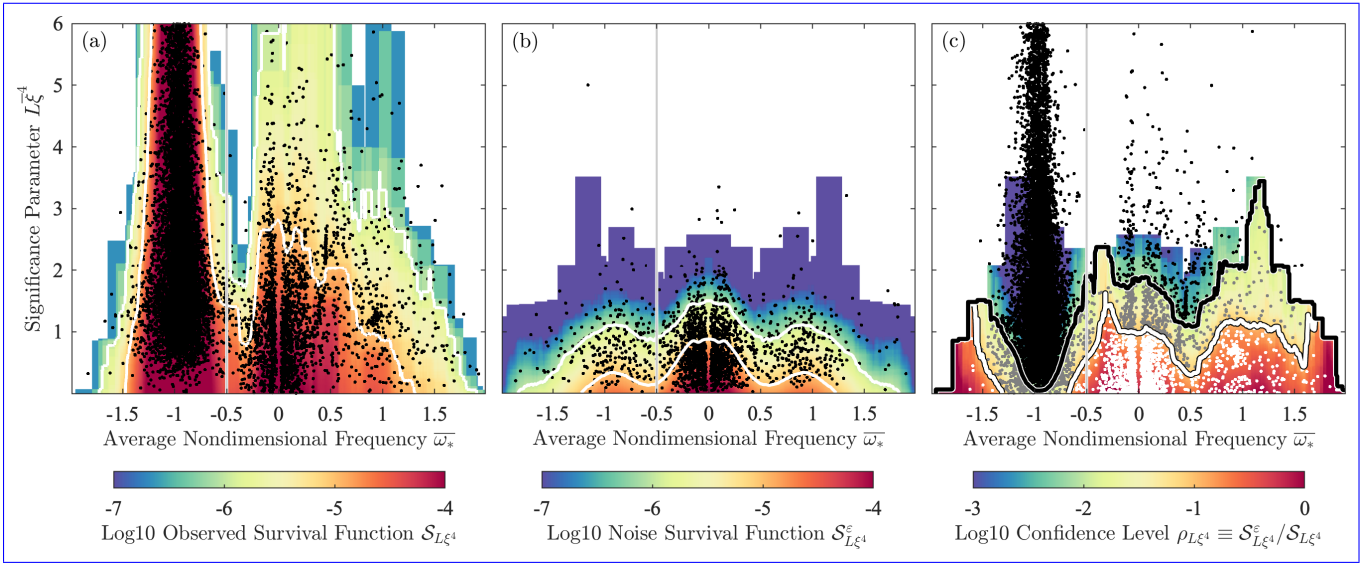 (a)
(b)
(c)
Significance Parameter $L\overline{\xi}^4$
6
5
4
3
2
1
-1.5 -1 -0.5 0 0.5 1 1.5
-1.5 -1 -0.5 0 0.5 1 1.5
-1.5 -1 -0.5 0 0.5 1 1.5
Average Nondimensional Frequency $\overline{\omega_*}$
Average Nondimensional Frequency $\overline{\omega_*}$
Average Nondimensional Frequency $\overline{\omega_*}$
-7 -6 -5 -4
-7 -6 -5 -4
-3 -2 -1 0
Log10 Observed Survival Function $\mathcal{S}_{L\xi^4}$
Log10 Noise Survival Function $\mathcal{S}^{\varepsilon}_{L\xi^4}$
Log10 Confidence Level $\rho_{L\xi^4} \equiv \mathcal{S}^{\varepsilon}_{L\xi^4}/\mathcal{S}_{L\xi^4}$